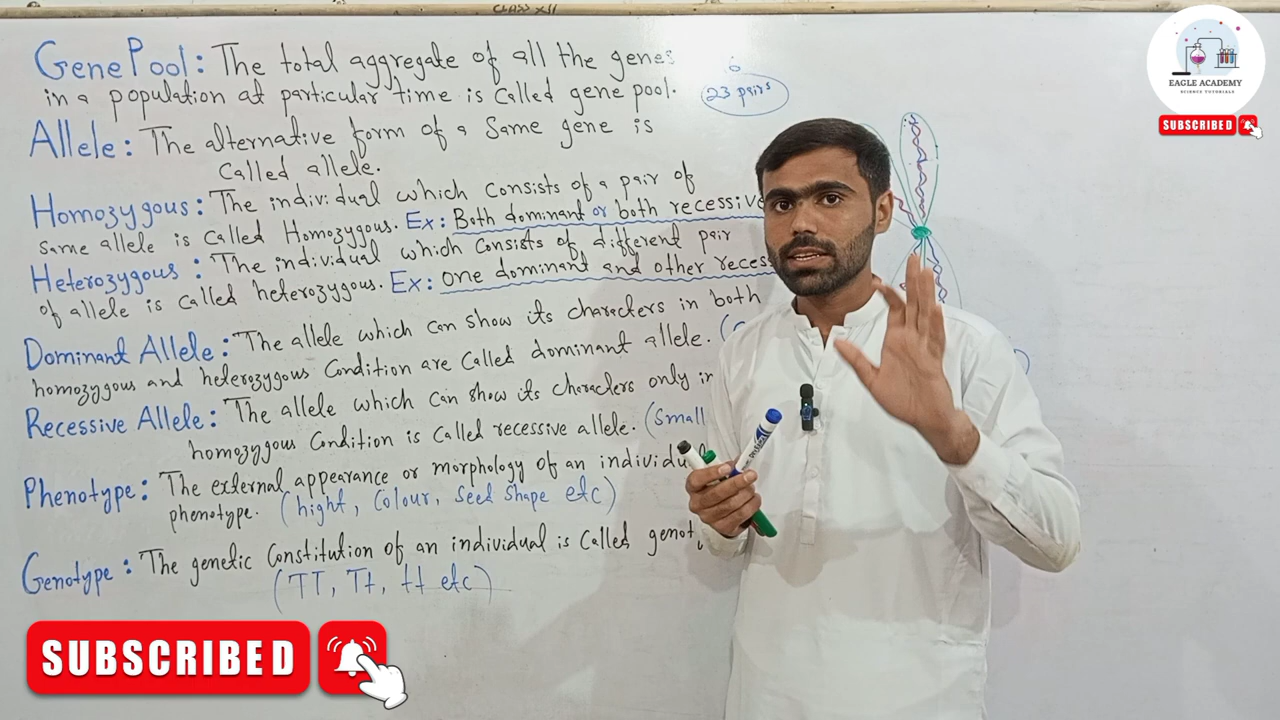 CLASS XII
Gene Pool: The total aggregate of all the genes
in a population at particular time is gene pool.
23 pairs
Allele: The alternative form of a same gene is
Called allele.
Homozygous: The individual which consists of a pair of
same allele is called Homozygous. Ex: Both dominant or both recessive
Heterozygous: The individual which consists of different pair
of allele is called heterozygous. Ex: One dominant and other recess
Dominant Allele: The allele which can show its characters in both
homozygous and heterozygous Condition are Called dominant allele. (
Recessive Allele: The allele which can show its characters only in
homozygous Condition is Called recessive allele. (small
Phenotype: The external appearance or morphology of an individu
phenotype. (hight, Colour, seed shape etc)
Genotype: The genetic Constitution of an individual is Called genot
(TT, Tt, tt etc)
EAGLE ACADEMY
SCIENCE TUTORIALS
SUBSCRIBED
SUBSCRIBED